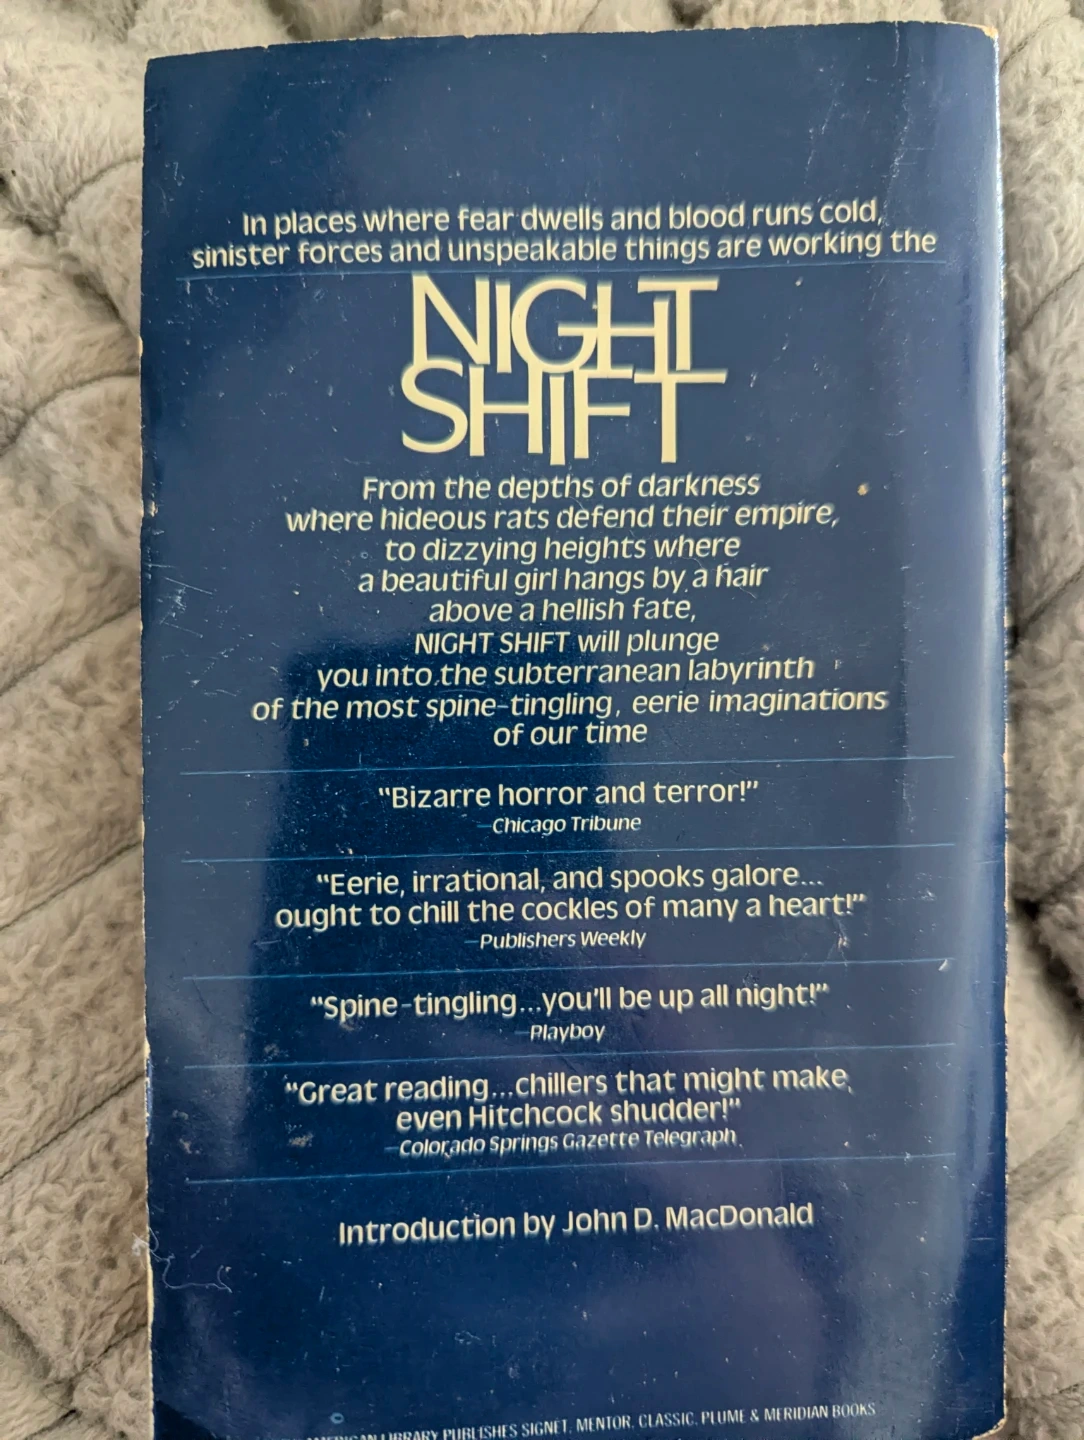 In places where fear dwells and blood runs cold,
sinister forces and unspeakable things are working the
NIGHT
SHIFT
From the depths of darkness
where hideous rats defend their empire,
to dizzying heights where
a beautiful girl hangs by a hair
above a hellish fate,
NIGHT SHIFT will plunge
you into the subterranean labyrinth
of the most spine-tingling, eerie imaginations
of our time
"Bizarre horror and terror!"
—Chicago Tribune
"Eerie, irrational, and spooks galore...
ought to chill the cockles of many a heart!"
—Publishers Weekly
"Spine-tingling...you'll be up all night!"
—Playboy
"Great reading...chillers that might make
even Hitchcock shudder!"
—Colorado Springs Gazette Telegraph
Introduction by John D. MacDonald
LIBRARY PUBLISHES SIGNET, MENTOR, CLASSIC, PLUME & MERIDIAN BOOKS